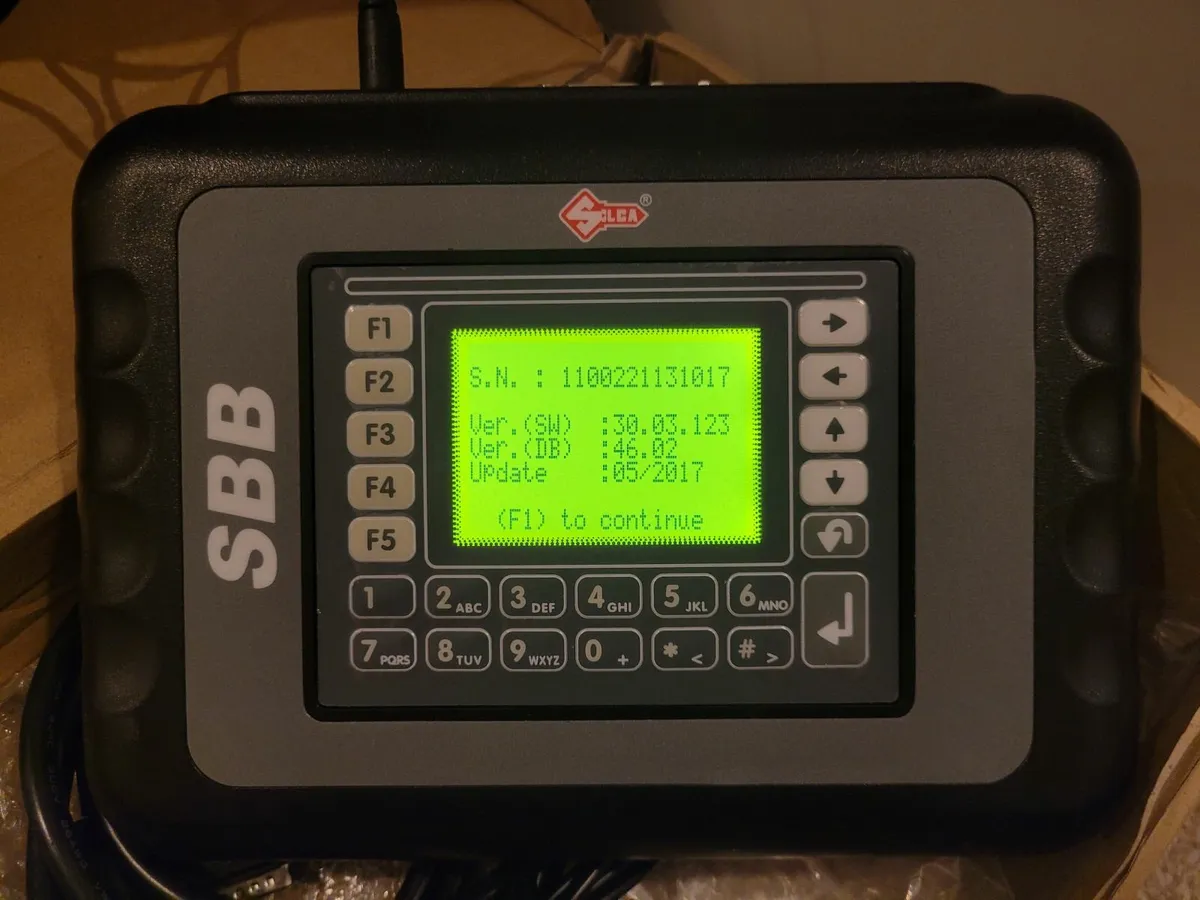 SILCA®
SBB
S.N. : 1100221131017
Ver.(SW) :30.03.123
Ver.(DB) :46.02
Update :05/2017
(F1) to continue
F1
F2
F3
F4
F5
1 2 ABC 3 DEF 4 GHI 5 JKL 6 MNO
7 PQRS 8 TUV 9 WXYZ 0 + * < # >